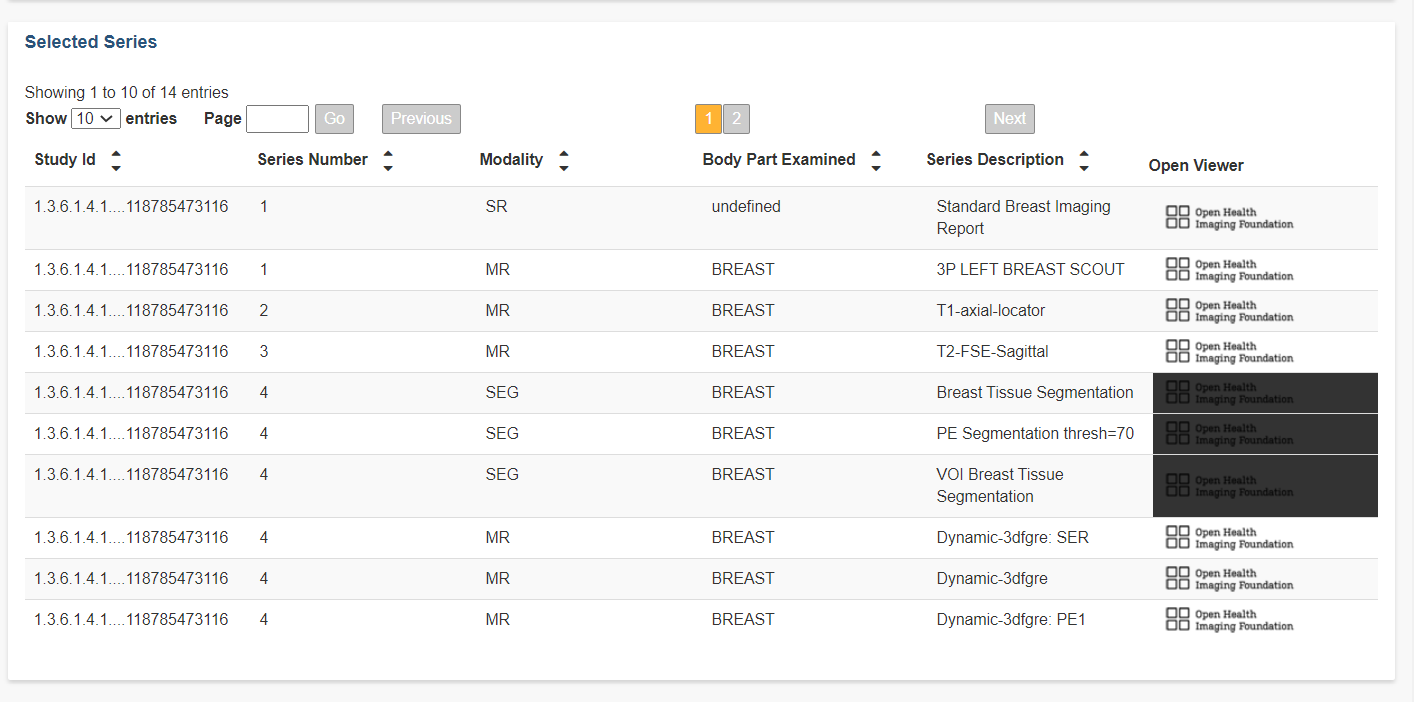 Selected Series
Showing 1 to 10 of 14 entries
Show 10 entries Page Go Previous 1 2 Next
Study Id Series Number Modality Body Part Examined Series Description Open Viewer
1.3.6.1.4.1....118785473116 1 SR undefined Standard Breast Imaging Report Open Health Imaging Foundation
1.3.6.1.4.1....118785473116 1 MR BREAST 3P LEFT BREAST SCOUT Open Health Imaging Foundation
1.3.6.1.4.1....118785473116 2 MR BREAST T1-axial-locator Open Health Imaging Foundation
1.3.6.1.4.1....118785473116 3 MR BREAST T2-FSE-Sagittal Open Health Imaging Foundation
1.3.6.1.4.1....118785473116 4 SEG BREAST Breast Tissue Segmentation Open Health Imaging Foundation
1.3.6.1.4.1....118785473116 4 SEG BREAST PE Segmentation thresh=70 Open Health Imaging Foundation
1.3.6.1.4.1....118785473116 4 SEG BREAST VOI Breast Tissue Segmentation Open Health Imaging Foundation
1.3.6.1.4.1....118785473116 4 MR BREAST Dynamic-3dfgre: SER Open Health Imaging Foundation
1.3.6.1.4.1....118785473116 4 MR BREAST Dynamic-3dfgre Open Health Imaging Foundation
1.3.6.1.4.1....118785473116 4 MR BREAST Dynamic-3dfgre: PE1 Open Health Imaging Foundation